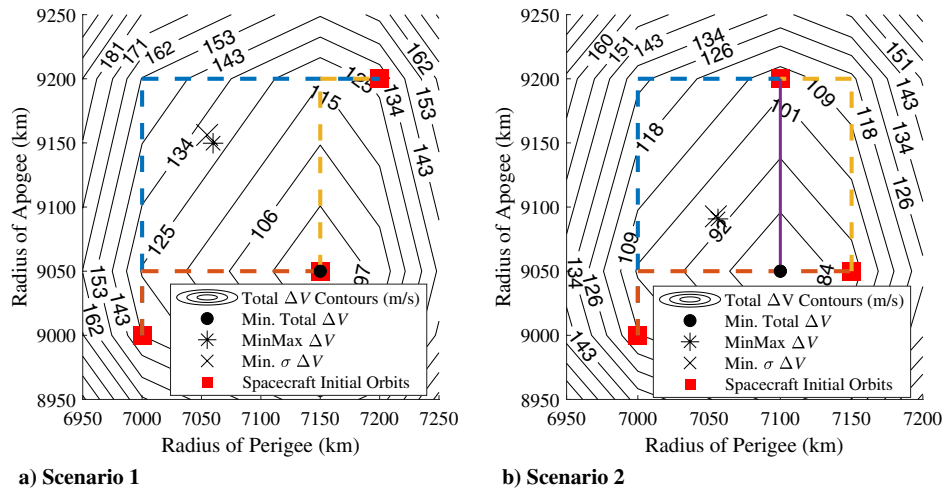 9250
9200
9150
9100
9050
9000
8950
Radius of Apogee (km)
181
171
162
153
143
134
125
115
106
97
123
134
153
162
143
153
143
162
Total ΔV Contours (m/s)
Min. Total ΔV
MinMax ΔV
Min. σ ΔV
Spacecraft Initial Orbits
6950 7000 7050 7100 7150 7200 7250
Radius of Perigee (km)
a) Scenario 1
9250
9200
9150
9100
9050
9000
8950
Radius of Apogee (km)
160
151
143
134
126
118
109
101
92
84
109
118
134
126
151
143
134
126
143
Total ΔV Contours (m/s)
Min. Total ΔV
MinMax ΔV
Min. σ ΔV
Spacecraft Initial Orbits
6950 7000 7050 7100 7150 7200
Radius of Perigee (km)
b) Scenario 2